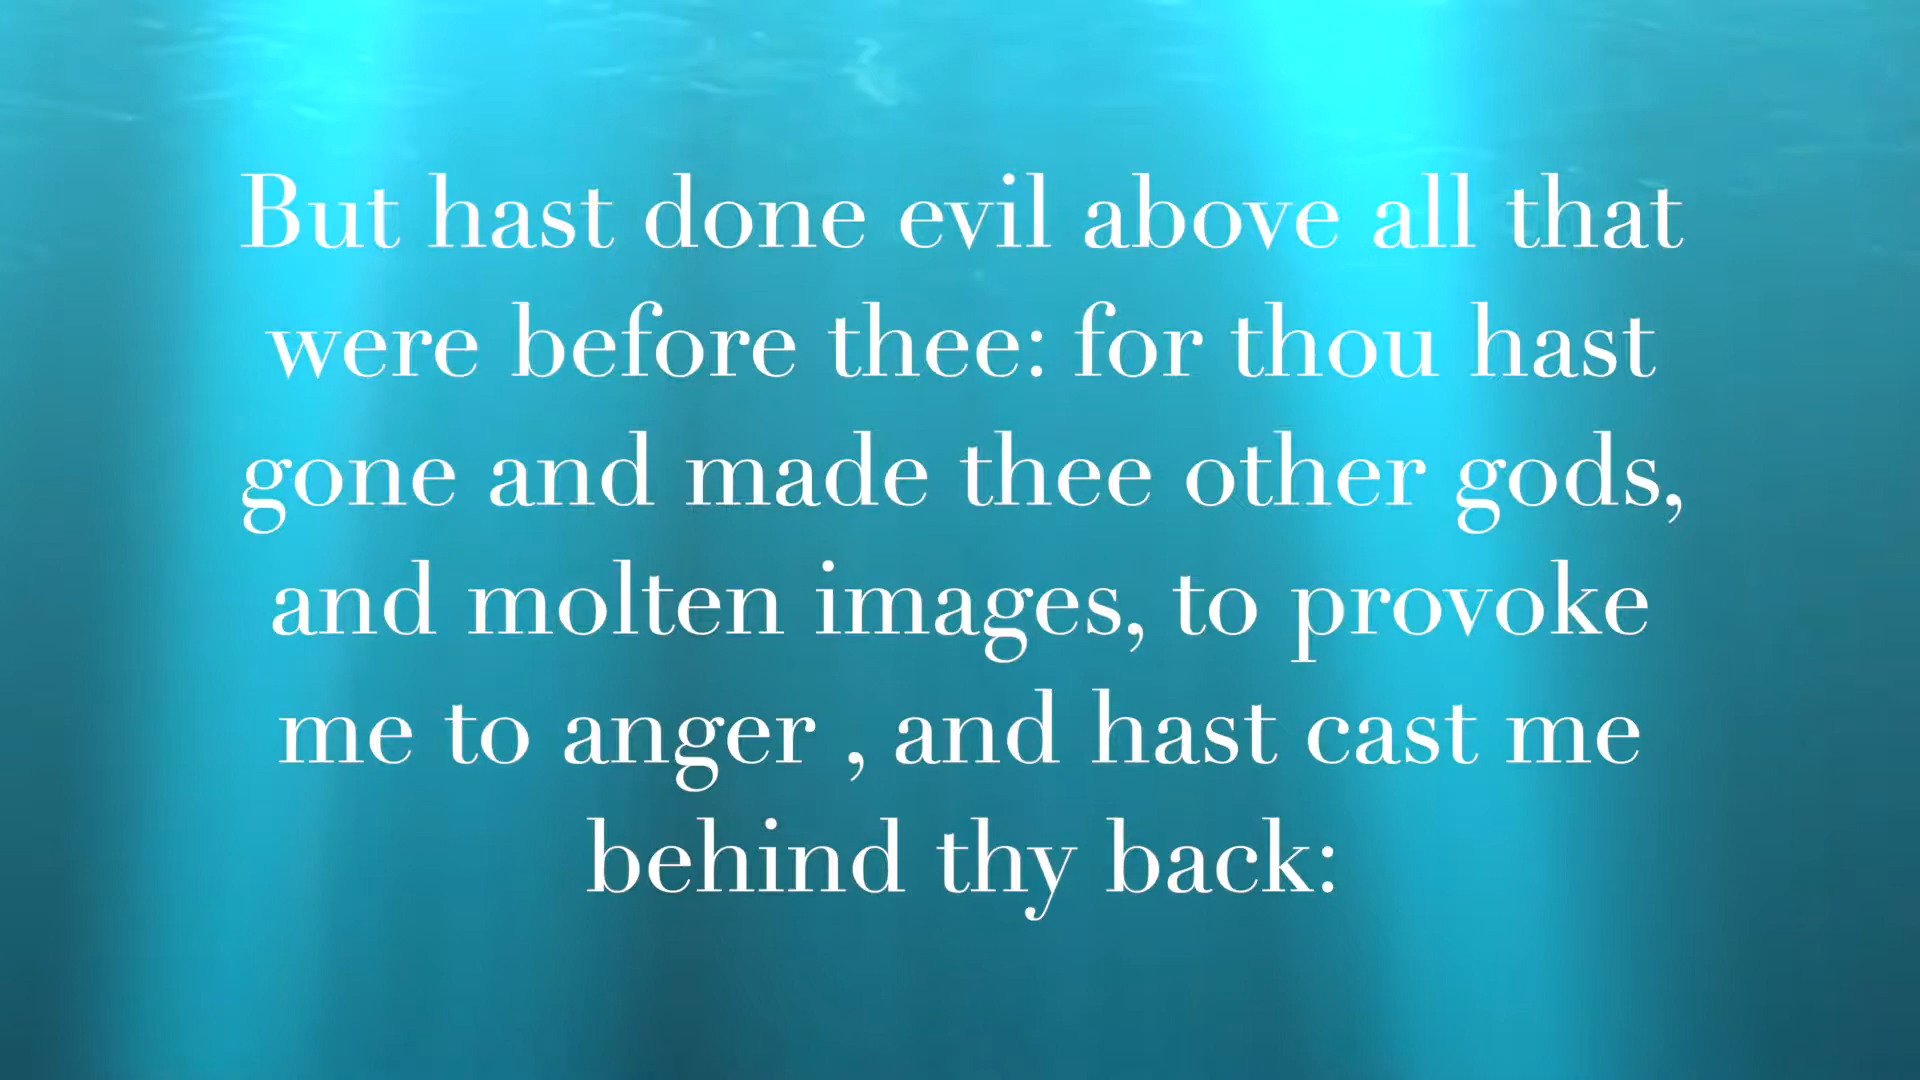 But hast done evil above all that
were before thee: for thou hast
gone and made thee other gods,
and molten images, to provoke
me to anger , and hast cast me
behind thy back: